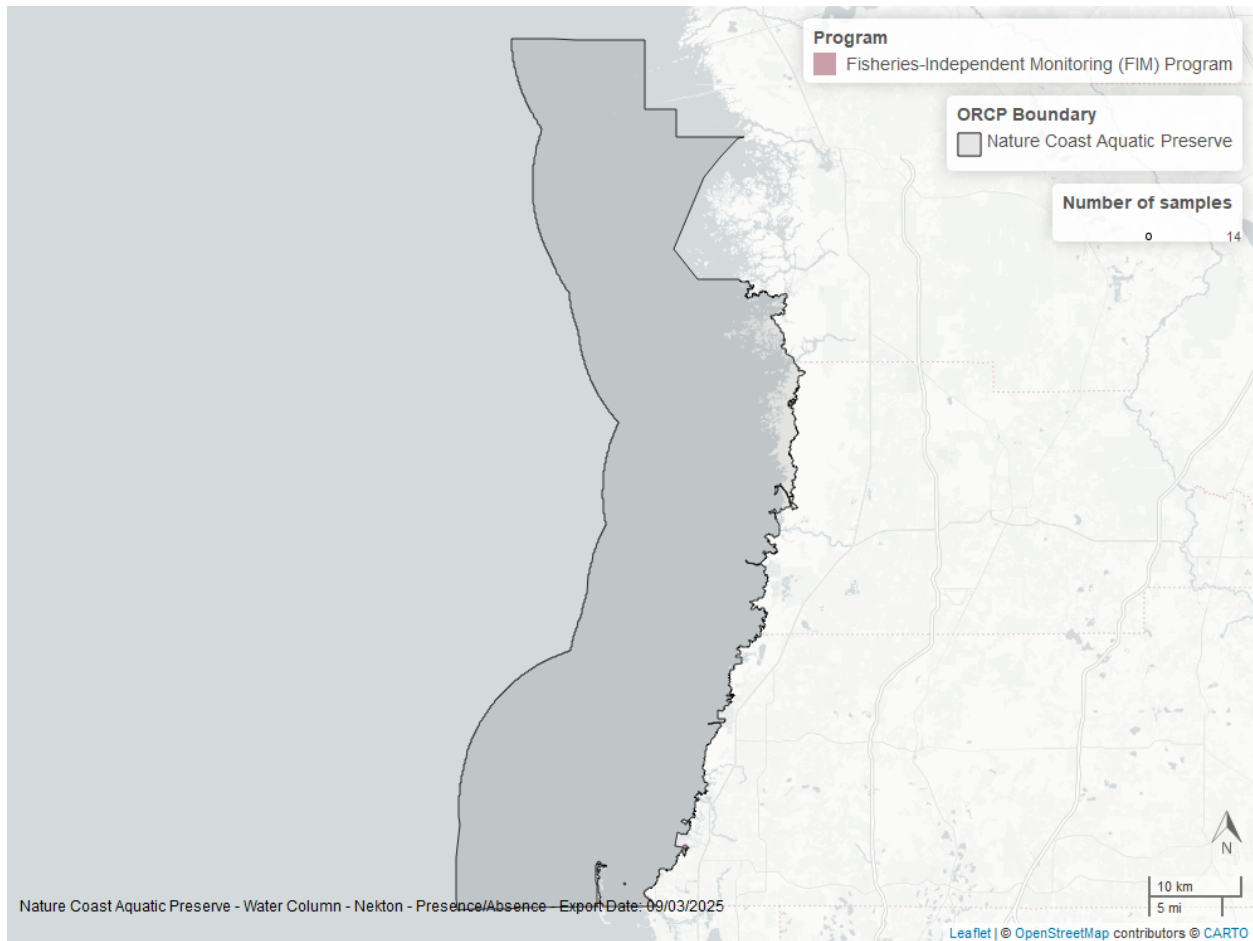 Program
Fisheries-Independent Monitoring (FIM) Program
ORCP Boundary
Nature Coast Aquatic Preserve
Number of samples
14
N
10 km
5 mi
Nature Coast Aquatic Preserve - Water Column - Nekton - Presence/Absence - Export Date: 09/03/2025
Leaflet | © OpenStreetMap contributors © CARTO